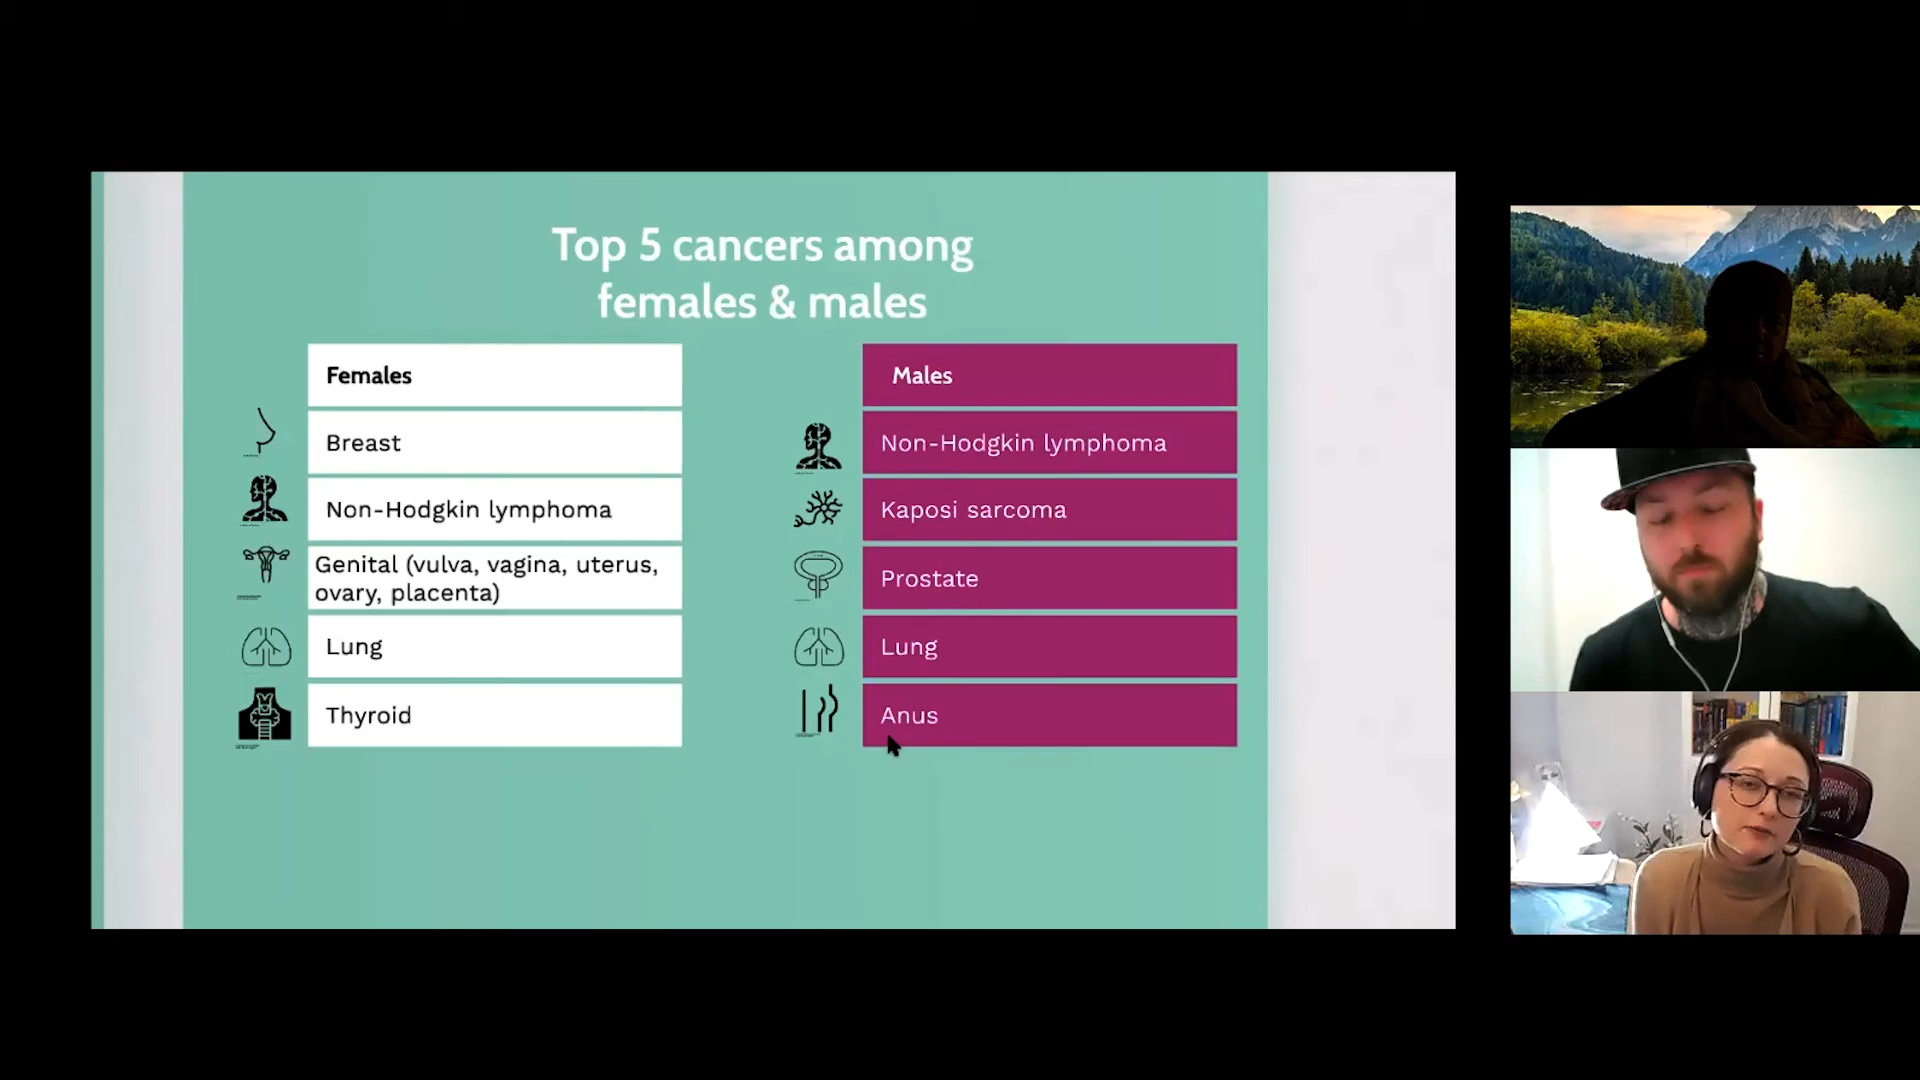 Top 5 cancers among
females & males
Females
Breast
Non-Hodgkin lymphoma
Genital (vulva, vagina, uterus,
ovary, placenta)
Lung
Thyroid
Males
Non-Hodgkin lymphoma
Kaposi sarcoma
Prostate
Lung
Anus